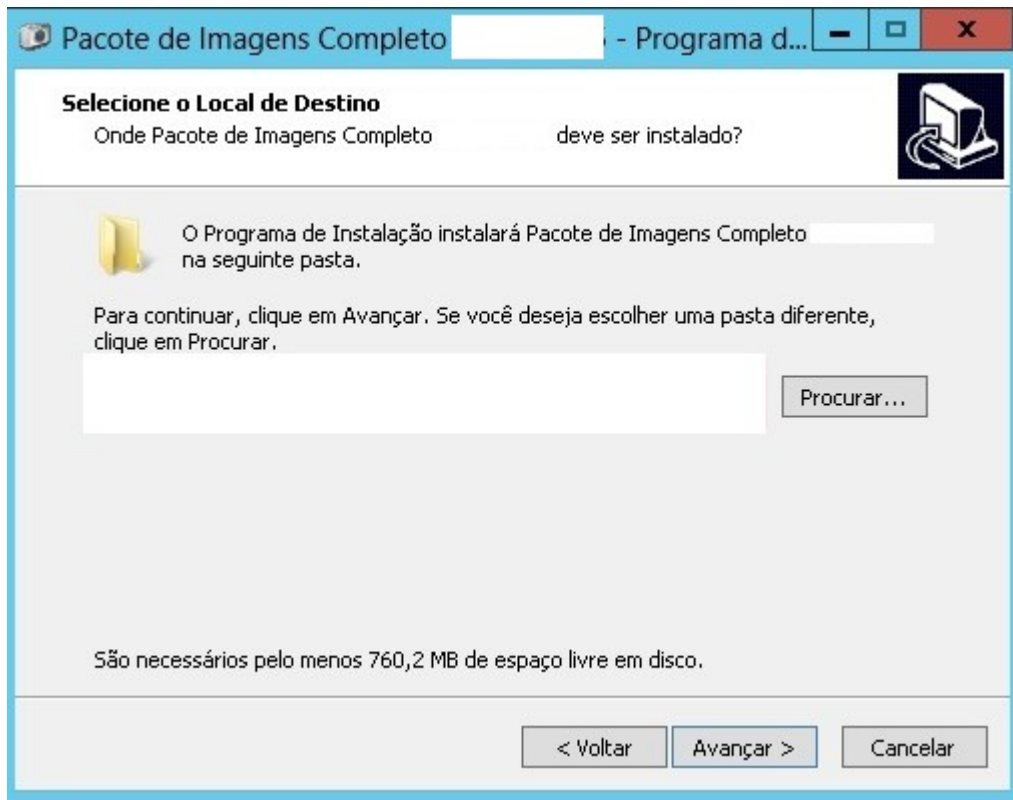 Pacote de Imagens Completo - Programa d...
Selecione o Local de Destino
Onde Pacote de Imagens Completo deve ser instalado?
O Programa de Instalação instalará Pacote de Imagens Completo
na seguinte pasta.
Para continuar, clique em Avançar. Se você deseja escolher uma pasta diferente,
clique em Procurar.
Procurar...
São necessários pelo menos 760,2 MB de espaço livre em disco.
< Voltar Avançar > Cancelar